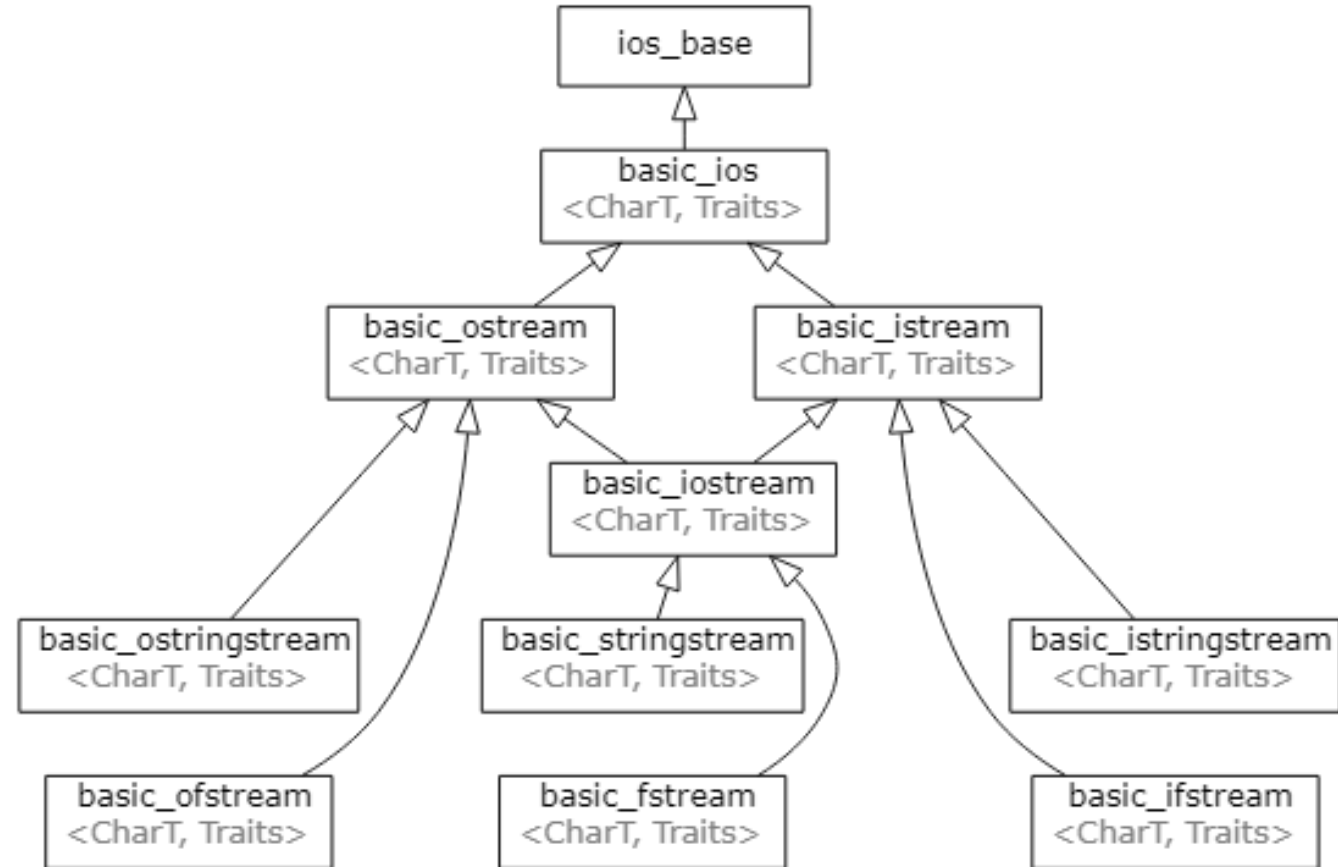 ios_base
basic_ios
<CharT, Traits>
basic_ostream
<CharT, Traits>
basic_istream
<CharT, Traits>
basic_iostream
<CharT, Traits>
basic_ostringstream
<CharT, Traits>
basic_stringstream
<CharT, Traits>
basic_istringstream
<CharT, Traits>
basic_ofstream
<CharT, Traits>
basic_fstream
<CharT, Traits>
basic_ifstream
<CharT, Traits>